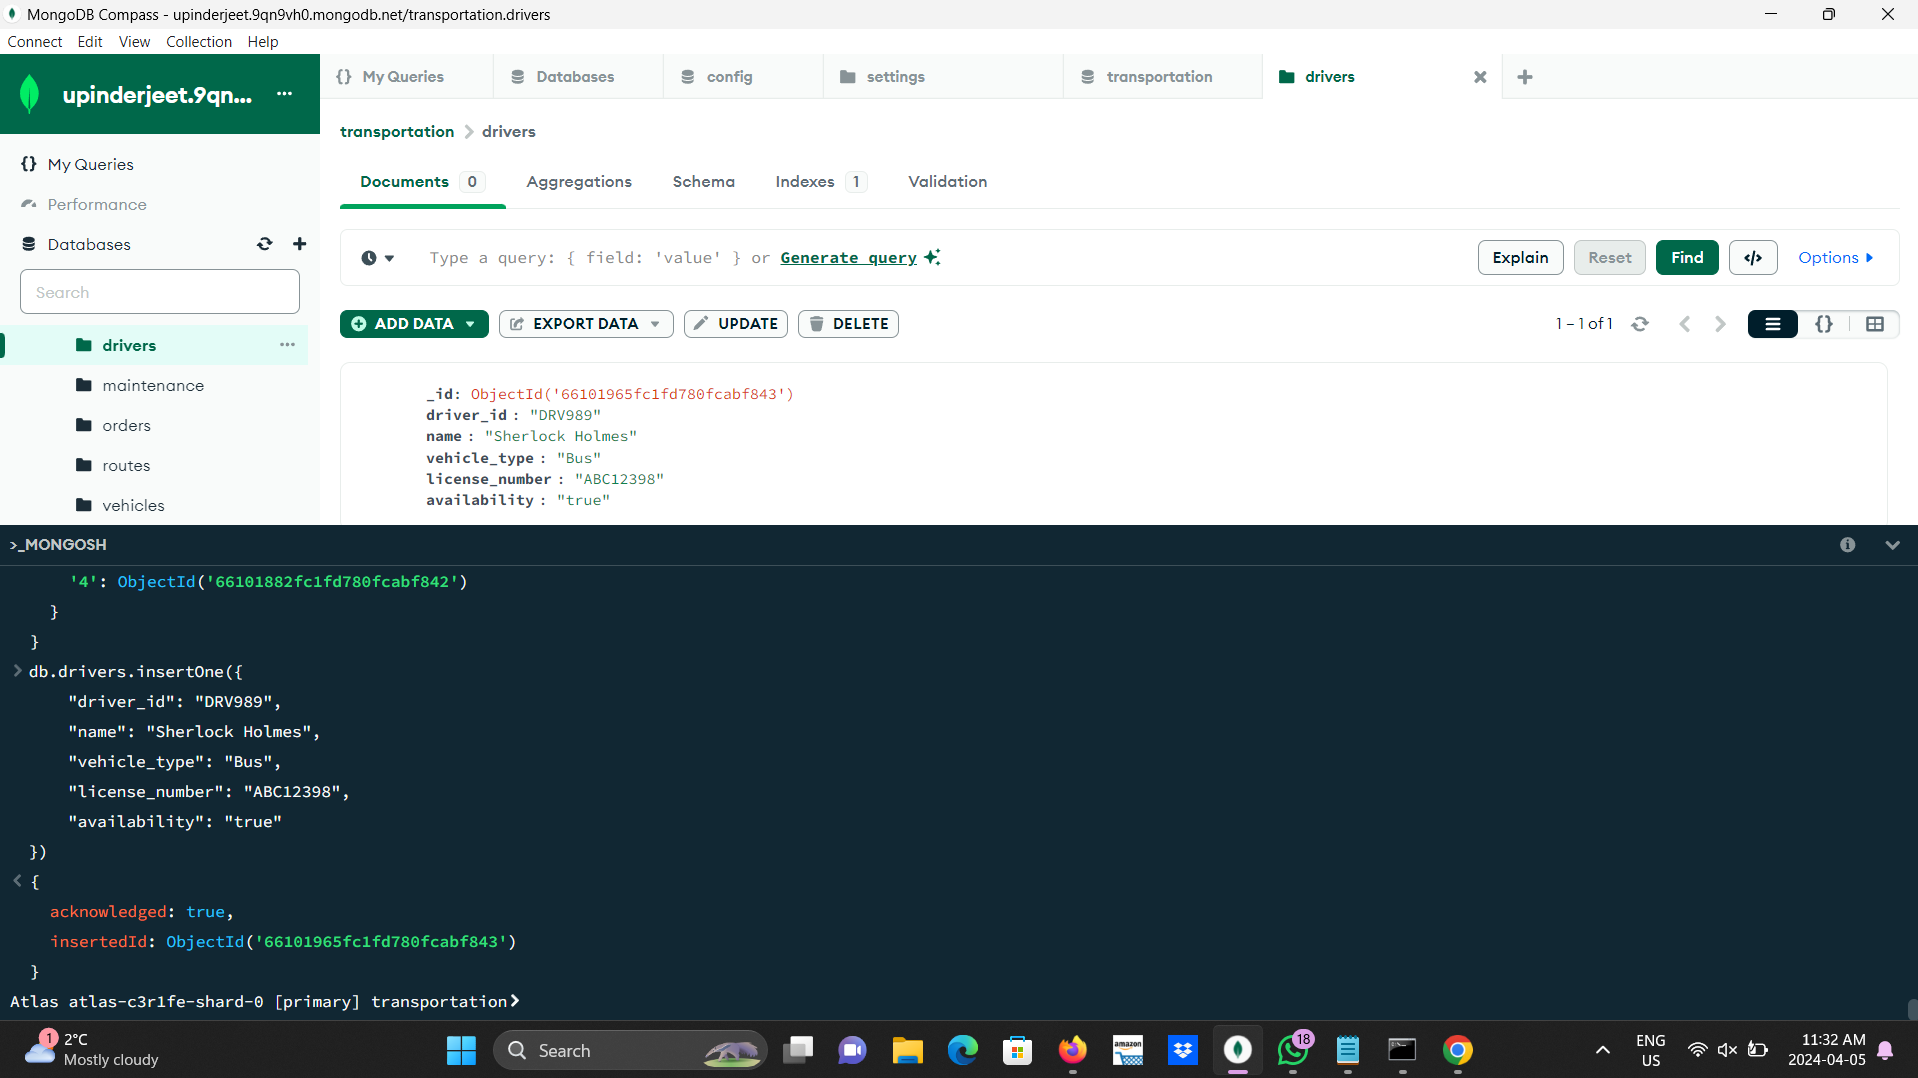 MongoDB Compass - upinderjeet.9qn9vh0.mongodb.net/transportation.drivers
Connect Edit View Collection Help
upinderjeet.9qn... ...
{} My Queries Databases config settings transportation drivers
transportation > drivers
My Queries
Performance
Databases
Search
drivers ...
maintenance
orders
routes
vehicles
Documents 0 Aggregations Schema Indexes 1 Validation
Type a query: { field: 'value' } or Generate query
Explain Reset Find </> Options
ADD DATA EXPORT DATA UPDATE DELETE
1 – 1 of 1 {}
_id: ObjectId('66101965fc1fd780fcabf843')
driver_id : "DRV989"
name : "Sherlock Holmes"
vehicle_type : "Bus"
license_number : "ABC12398"
availability : "true"
>_MONGOSH
'4': ObjectId('66101882fc1fd780fcabf842')
}
}
> db.drivers.insertOne({
"driver_id": "DRV989",
"name": "Sherlock Holmes",
"vehicle_type": "Bus",
"license_number": "ABC12398",
"availability": "true"
})
< {
acknowledged: true,
insertedId: ObjectId('66101965fc1fd780fcabf843')
}
Atlas atlas-c3r1fe-shard-0 [primary] transportation>
1 2°C
Mostly cloudy
Search
amazon
18
ENG
US
11:32 AM
2024-04-05